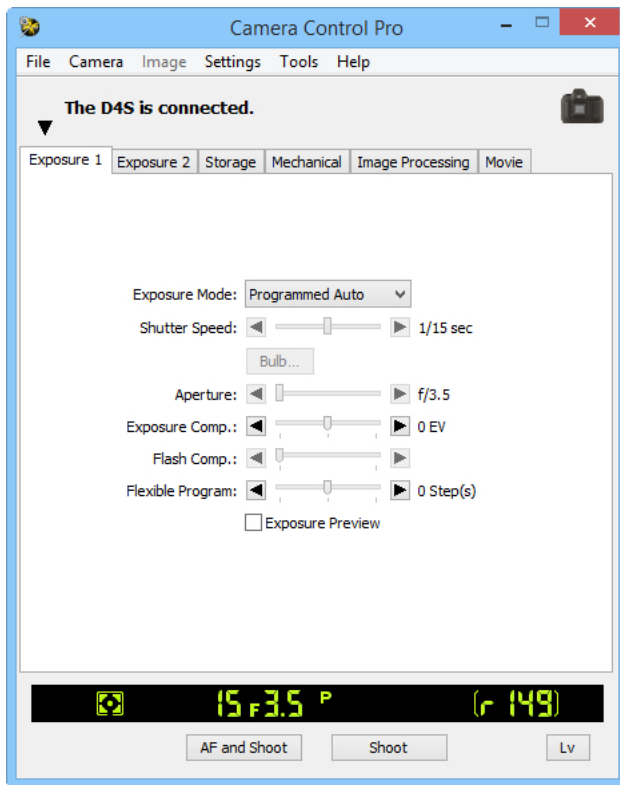 Camera Control Pro
File Camera Image Settings Tools Help
The D4S is connected.
Exposure 1 Exposure 2 Storage Mechanical Image Processing Movie
Exposure Mode: Programmed Auto
Shutter Speed: 1/15 sec
Bulb...
Aperture: f/3.5
Exposure Comp.: 0 EV
Flash Comp.:
Flexible Program: 0 Step(s)
Exposure Preview
15 F3.5 P (r 149)
AF and Shoot Shoot Lv